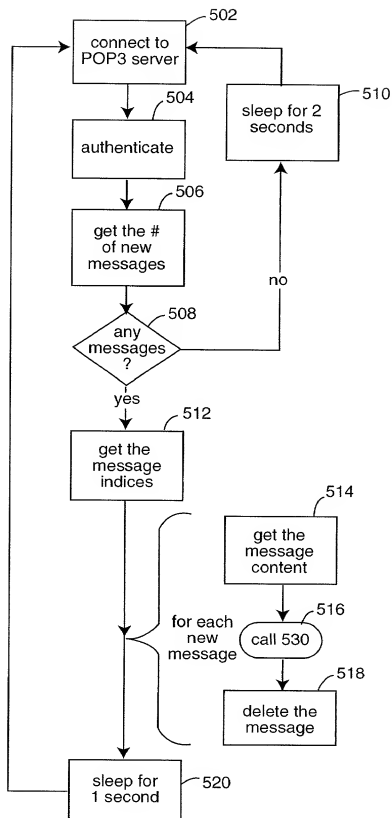 502
connect to
POP3 server
504
authenticate
510
sleep for 2
seconds
506
get the #
of new
messages
no
508
any
messages
?
yes
512
get the
message
indices
514
get the
message
content
for each
new
message
516
call 530
518
delete the
message
sleep for
1 second
520